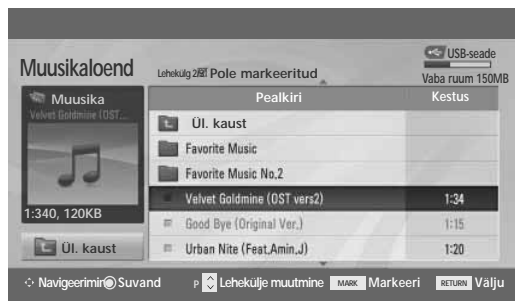 USB-seade
Muusikaloend
Lehekülg 2/ Pole markeeritud
Vaba ruum 150MB
Muusika
Pealkiri
Kestus
Velvet Goldmine (OST...
Ül. kaust
Favorite Music
Favorite Music No,2
Velvet Goldmine (OST vers2) 1:34
1:340, 120KB
Good Bye (Original Ver.) 1:15
Ül. kaust
Urban Nite (Feat,Amin,J) 1:20
Navigeerimin Suvand P Lehekülje muutmine MARK Markeeri RETURN Välju